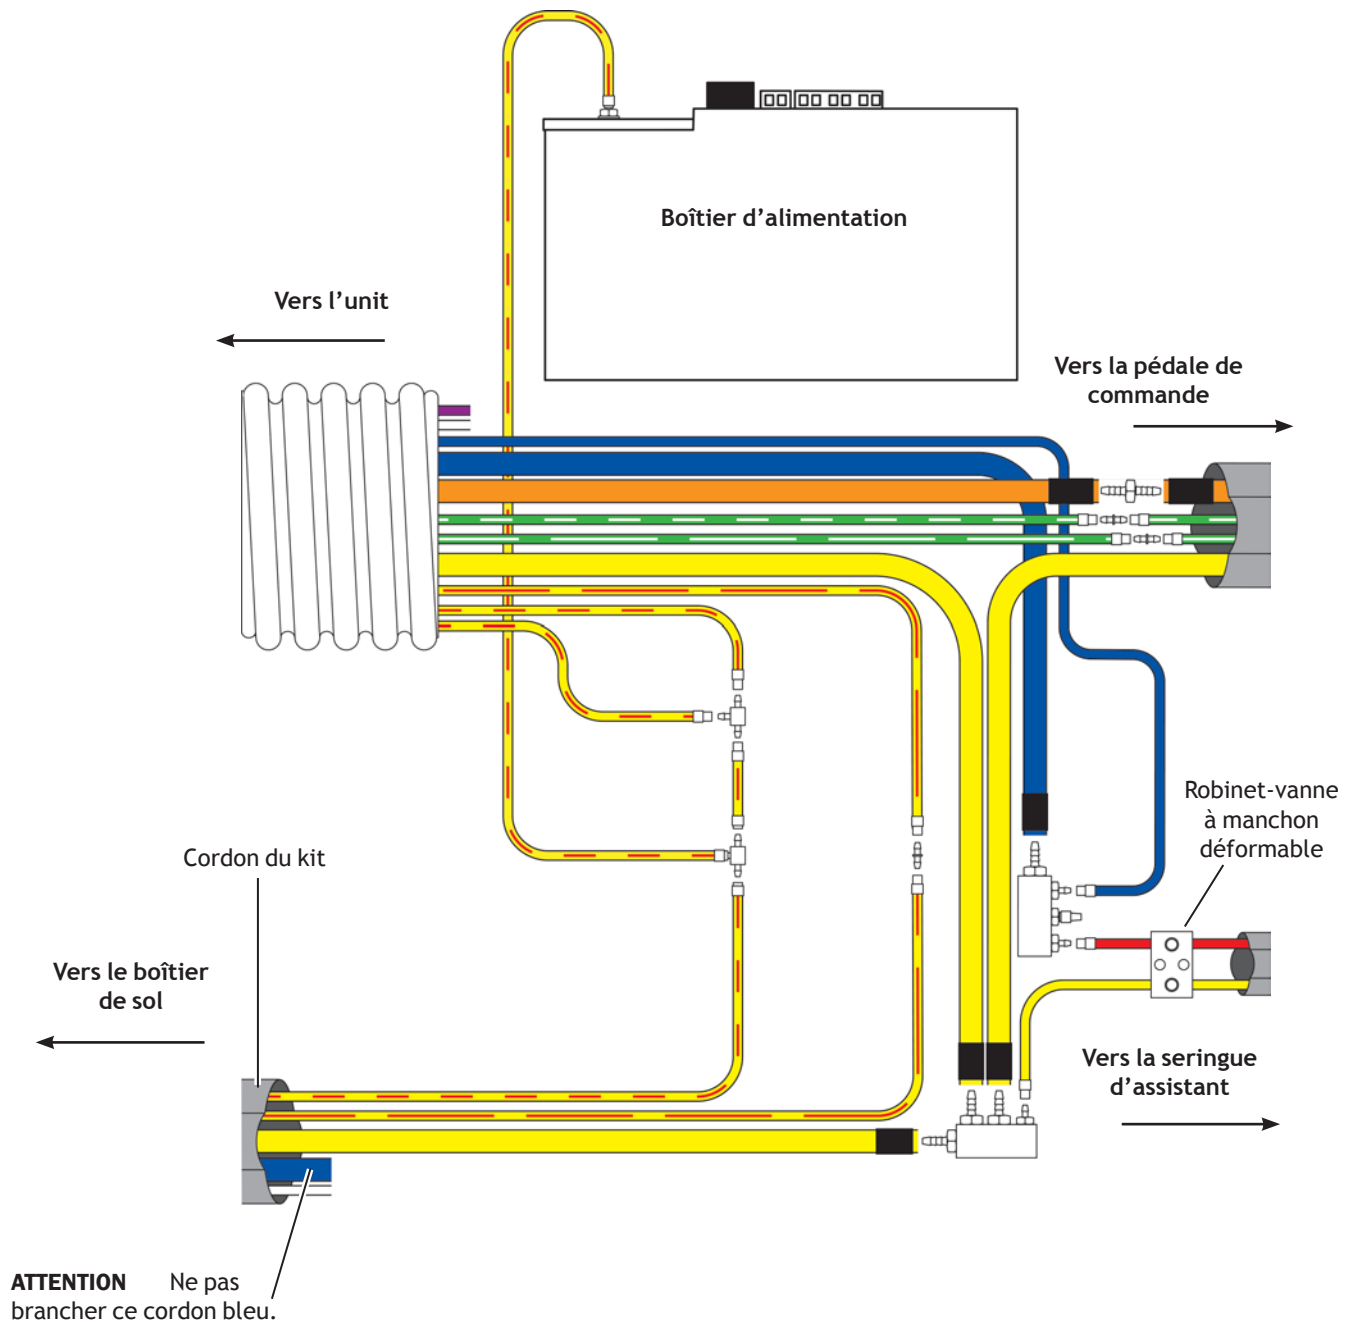 Boîtier d’alimentation
Vers l’unit
Vers la pédale de
commande
Robinet-vanne
à manchon
déformable
Cordon du kit
Vers le boîtier
de sol
Vers la seringue
d’assistant
ATTENTION Ne pas
brancher ce cordon bleu.